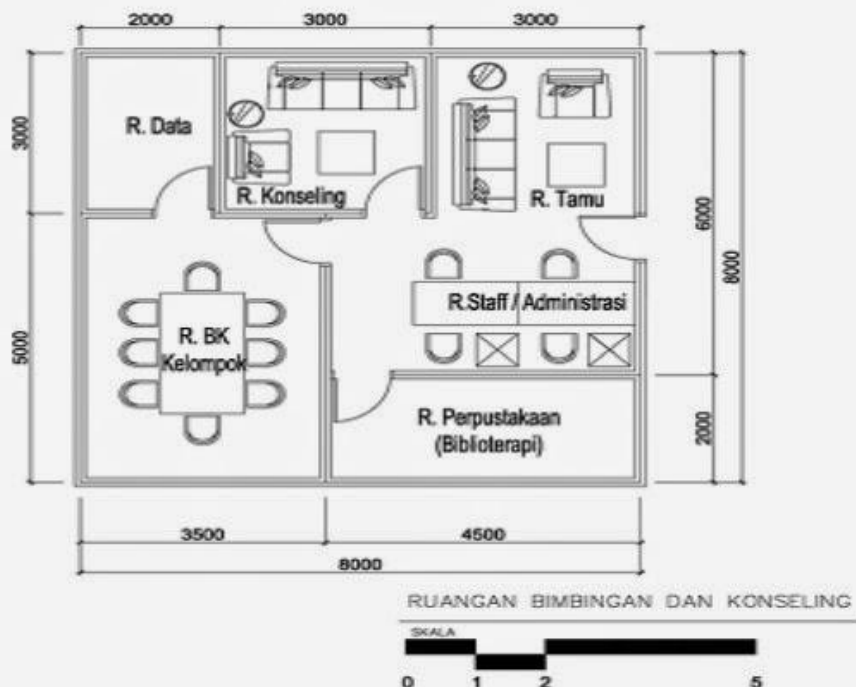 2000
3000
3000
3000
R. Data
R. Konseling
R. Tamu
6000
8000
5000
R. BK
Kelompok
R.Staff / Administrasi
R. Perpustakaan
(Biblioterapi)
2000
3500
4500
8000
RUANGAN BIMBINGAN DAN KONSELING
SKALA
0 1 2 5